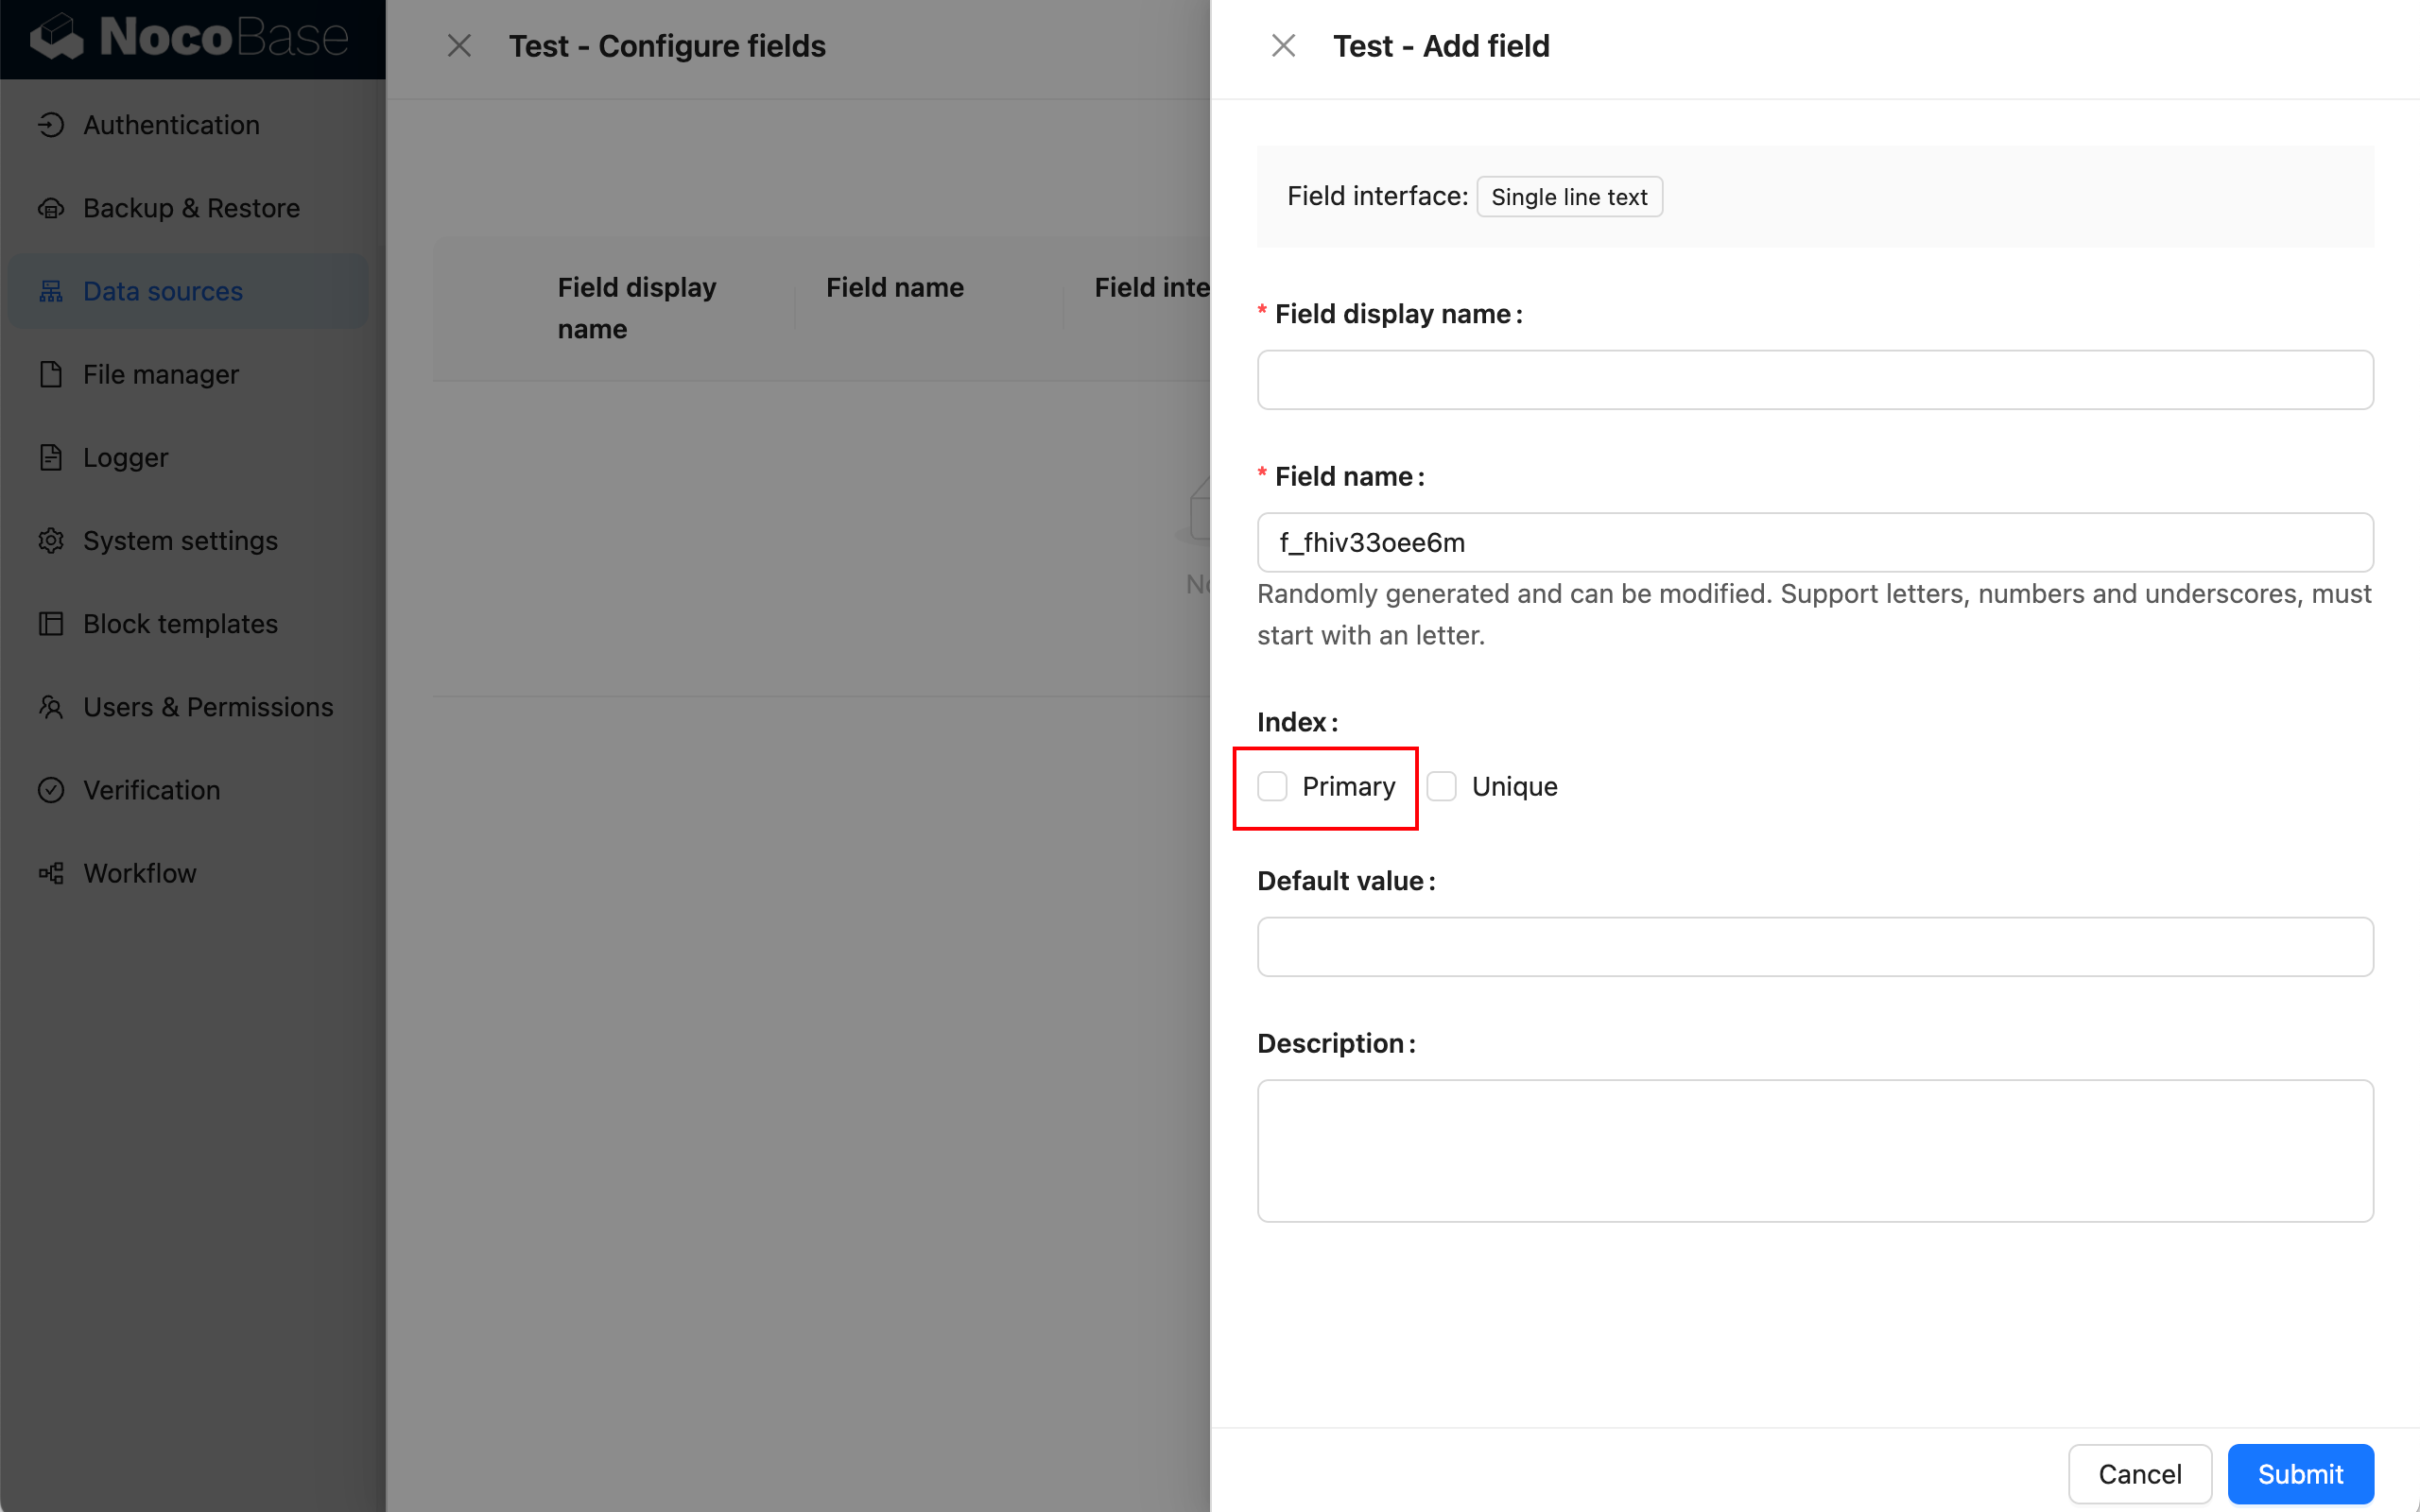 NocoBase
Authentication
Backup & Restore
Data sources
File manager
Logger
System settings
Block templates
Users & Permissions
Verification
Workflow
Test - Configure fields
Field display
name
Field name
Field inte
No
Test - Add field
Field interface: Single line text
* Field display name:
* Field name:
f_fhiv33oee6m
Randomly generated and can be modified. Support letters, numbers and underscores, must
start with an letter.
Index:
Primary
Unique
Default value:
Description:
Cancel
Submit